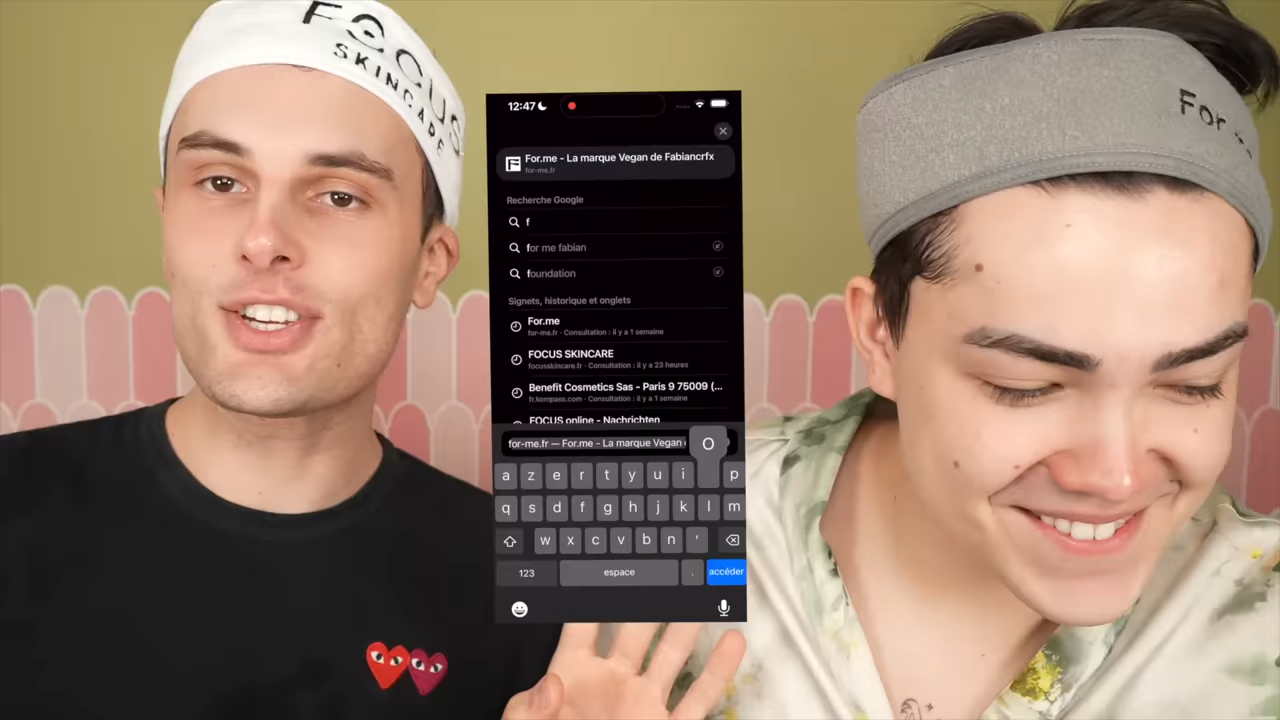 FOCUS
SKINCARE
For
12:47
For.me - La marque Vegan de Fabiancrfx
for-me.fr
Recherche Google
f
for me fabian
foundation
Signets, historique et onglets
For.me
for-me.fr · Consultation : il y a 1 semaine
FOCUS SKINCARE
focusskincare.fr · Consultation : il y a 23 heures
Benefit Cosmetics Sas - Paris 9 75009 (...
fr.kompass.com · Consultation : il y a 1 semaine
FOCUS online - Nachrichten
for-me.fr — For.me - La marque Vegan
O
a z e r t y u i p
q s d f g h j k l m
w x c v b n '
123 espace . accéder